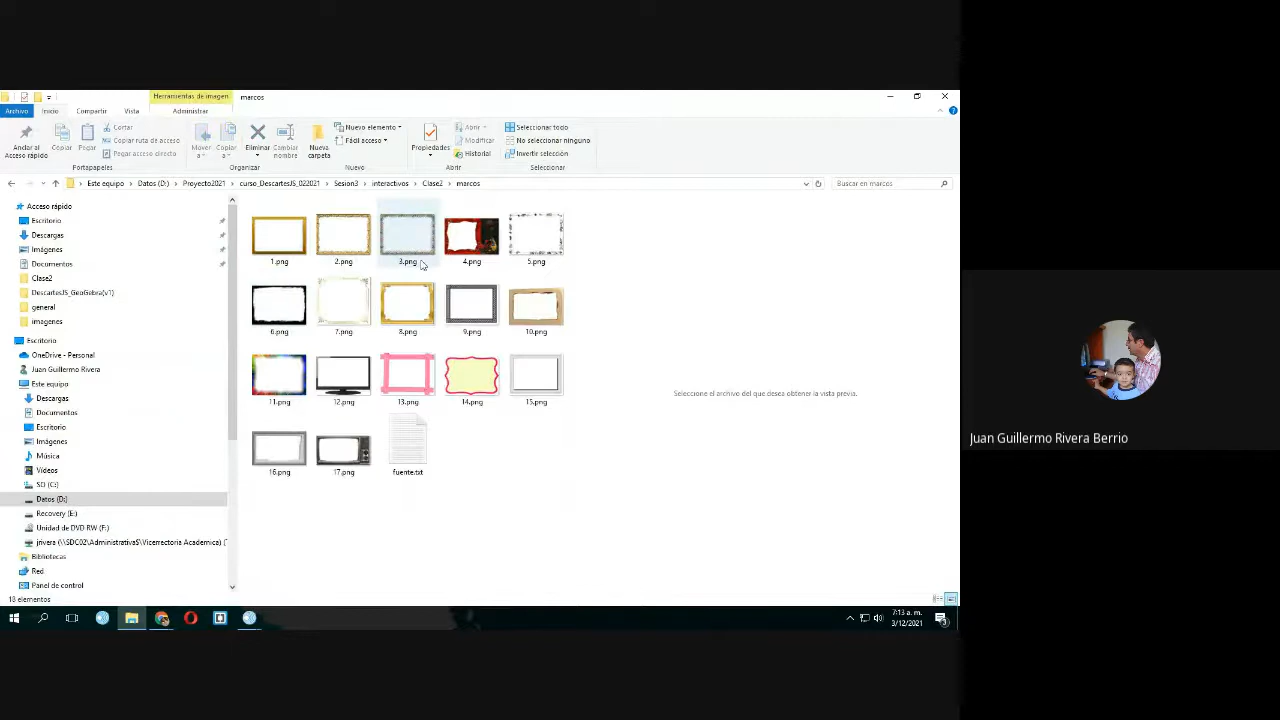 Herramientas de imagen
marcos
Archivo
Inicio
Compartir
Vista
Administrar
Anclar al Acceso rápido
Copiar
Pegar
Cortar
Copiar ruta de acceso
Pegar acceso directo
Portapapeles
Mover a
Copiar a
Eliminar
Cambiar nombre
Organizar
Nueva carpeta
Nuevo elemento
Fácil acceso
Nuevo
Propiedades
Abrir
Modificar
Historial
Abrir
Seleccionar todo
No seleccionar ninguno
Invertir selección
Seleccionar
Este equipo > Datos (D:) > Proyecto2021 > curso_DescartesJS_022021 > Sesion3 > interactivos > Clase2 > marcos
Buscar en marcos
Acceso rápido
Escritorio
Descargas
Imágenes
Documentos
Clase2
DescartesJS_GeoGebra(v1)
general
imagenes
Escritorio
OneDrive - Personal
Juan Guillermo Rivera
Este equipo
Descargas
Documentos
Escritorio
Imágenes
Música
Vídeos
SO (C:)
Datos (D:)
Recovery (E:)
Unidad de DVD RW (F:)
jrivera (\\SDC02\Administrativa$\Vicerrectoria Academica) (
Bibliotecas
Red
Panel de control
1.png
2.png
3.png
4.png
5.png
6.png
7.png
8.png
9.png
10.png
11.png
12.png
13.png
14.png
15.png
16.png
17.png
fuente.txt
Seleccione el archivo del que desea obtener la vista previa.
18 elementos
7:13 a. m.
3/12/2021
3
Juan Guillermo Rivera Berrio